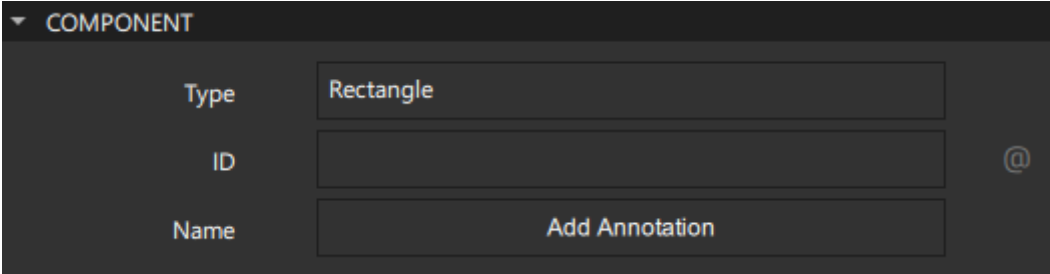 COMPONENT
Type Rectangle
ID @
Name Add Annotation